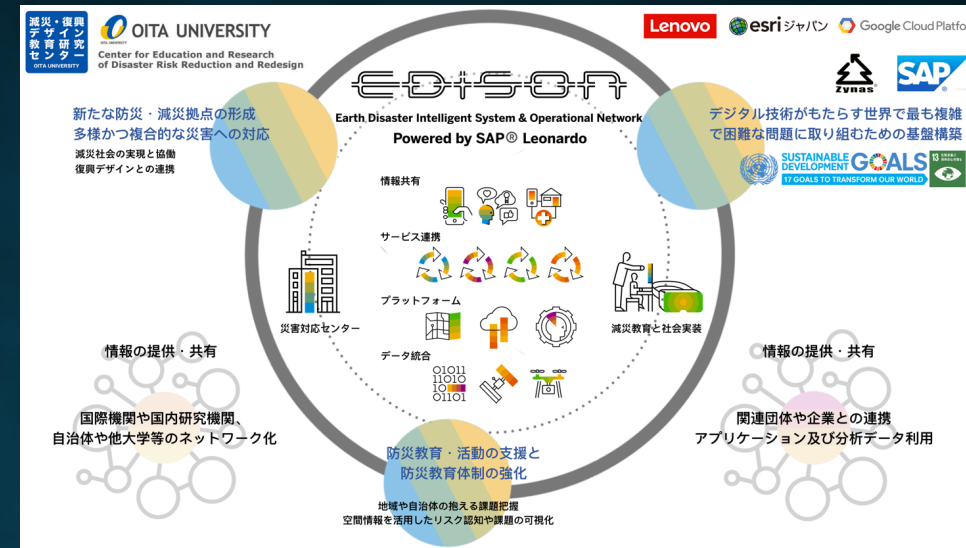 減災・復興
デザイン
教育研究
センター
OITA UNIVERSITY
OITA UNIVERSITY
OITA UNIVERSITY
Center for Education and Research
of Disaster Risk Reduction and Redesign
Lenovo
esriジャパン
Google Cloud Platfo
Zynas
SAP
EDiSON
Earth Disaster Intelligent System & Operational Network
Powered by SAP® Leonardo
新たな防災・減災拠点の形成
多様かつ複合的な災害への対応
減災社会の実現と協働
復興デザインとの連携
デジタル技術がもたらす世界で最も複雑
で困難な問題に取り組むための基盤構築
SUSTAINABLE
DEVELOPMENT GOALS
17 GOALS TO TRANSFORM OUR WORLD
13
情報共有
サービス連携
プラットフォーム
データ統合
01011
11010
10
01101
災害対応センター
減災教育と社会実装
情報の提供・共有
国際機関や国内研究機関、
自治体や他大学等のネットワーク化
情報の提供・共有
関連団体や企業との連携
アプリケーション及び分析データ利用
防災教育・活動の支援と
防災教育体制の強化
地域や自治体の抱える課題把握
空間情報を活用したリスク認知や課題の可視化